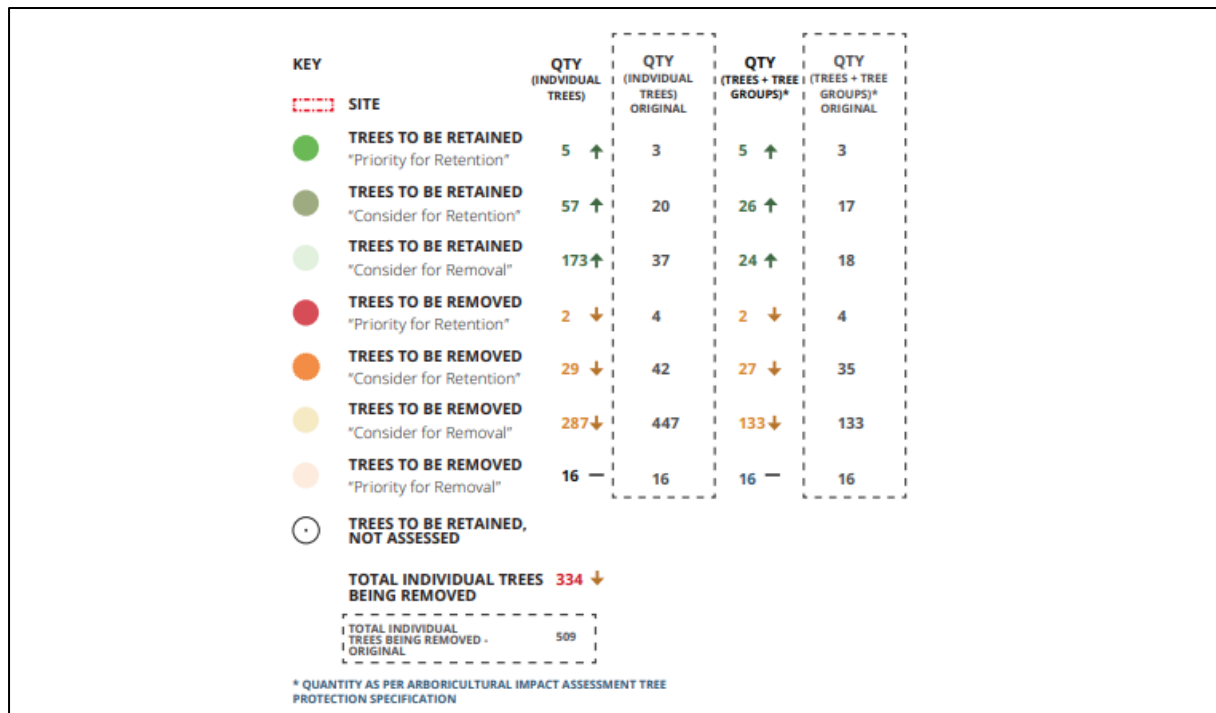 KEY
QTY
(INDVIDUAL
TREES)
QTY
(INDVIDUAL
TREES)
ORIGINAL
QTY
(TREES + TREE
GROUPS)*
QTY
(TREES + TREE
GROUPS)*
ORIGINAL
SITE
TREES TO BE RETAINED
"Priority for Retention"
5 ↑ 3 5 ↑ 3
TREES TO BE RETAINED
"Consider for Retention"
57 ↑ 20 26 ↑ 17
TREES TO BE RETAINED
"Consider for Removal"
173 ↑ 37 24 ↑ 18
TREES TO BE REMOVED
"Priority for Retention"
2 ↓ 4 2 ↓ 4
TREES TO BE REMOVED
"Consider for Retention"
29 ↓ 42 27 ↓ 35
TREES TO BE REMOVED
"Consider for Removal"
287 ↓ 447 133 ↓ 133
TREES TO BE REMOVED
"Priority for Removal"
16 — 16 16 — 16
TREES TO BE RETAINED,
NOT ASSESSED
TOTAL INDIVIDUAL TREES 334 ↓
BEING REMOVED
TOTAL INDIVIDUAL
TREES BEING REMOVED - 509
ORIGINAL
* QUANTITY AS PER ARBORICULTURAL IMPACT ASSESSMENT TREE
PROTECTION SPECIFICATION